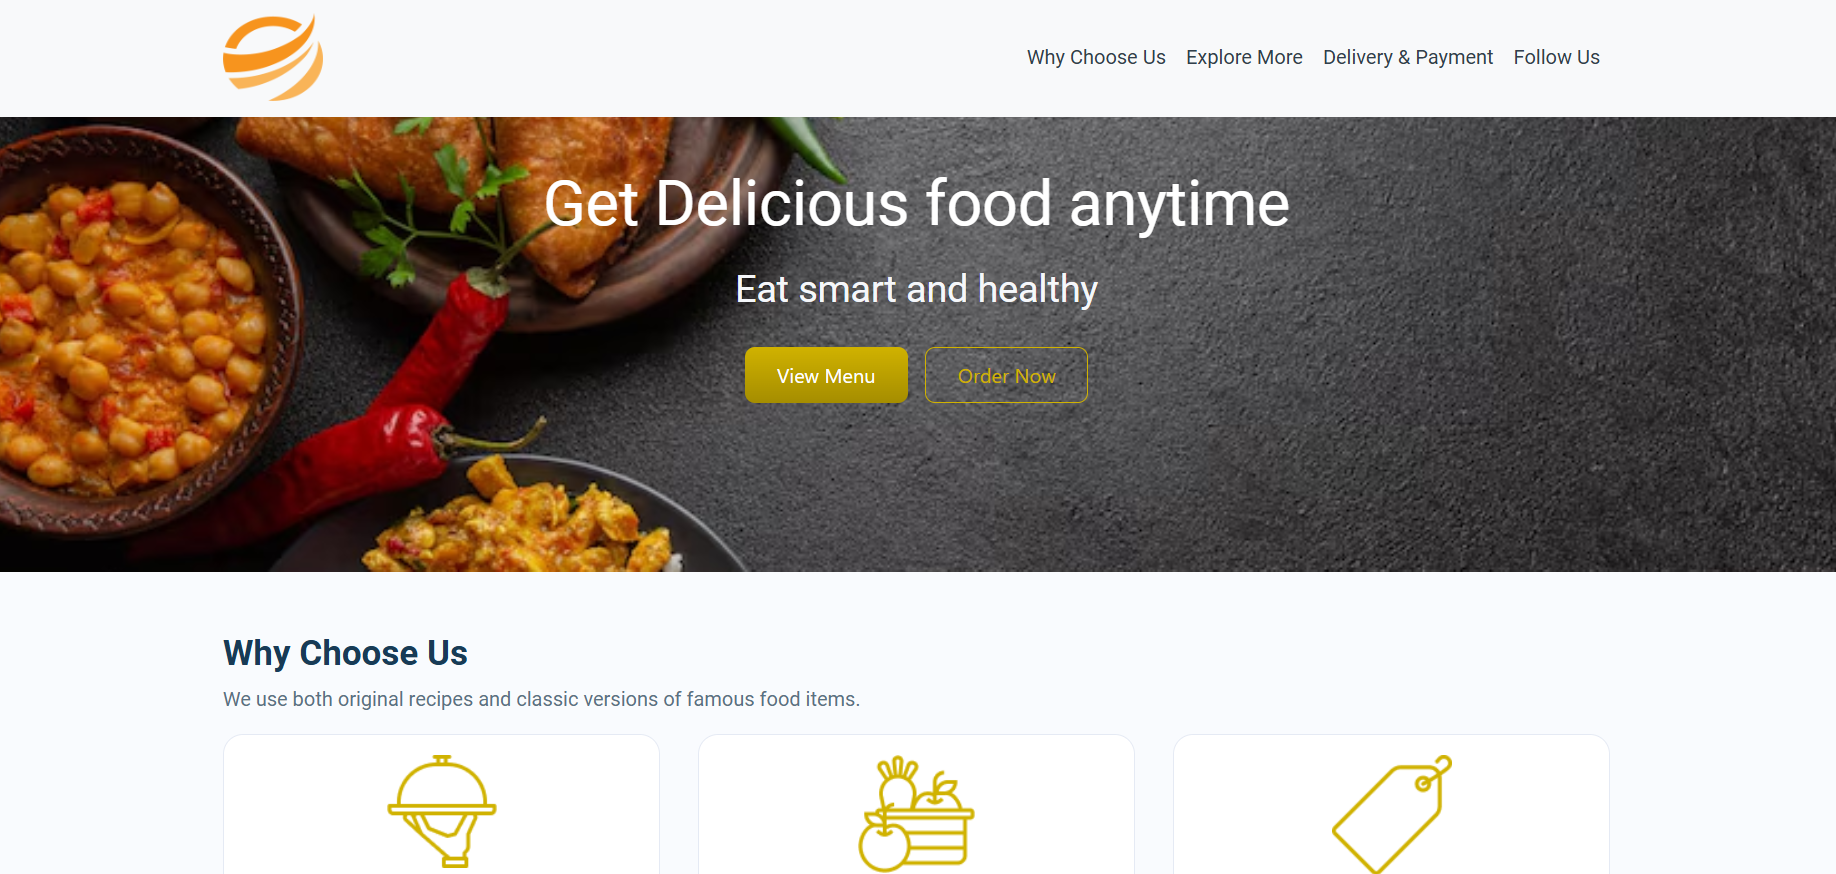 Why Choose Us Explore More Delivery & Payment Follow Us
Get Delicious food anytime
Eat smart and healthy
View Menu Order Now
Why Choose Us
We use both original recipes and classic versions of famous food items.